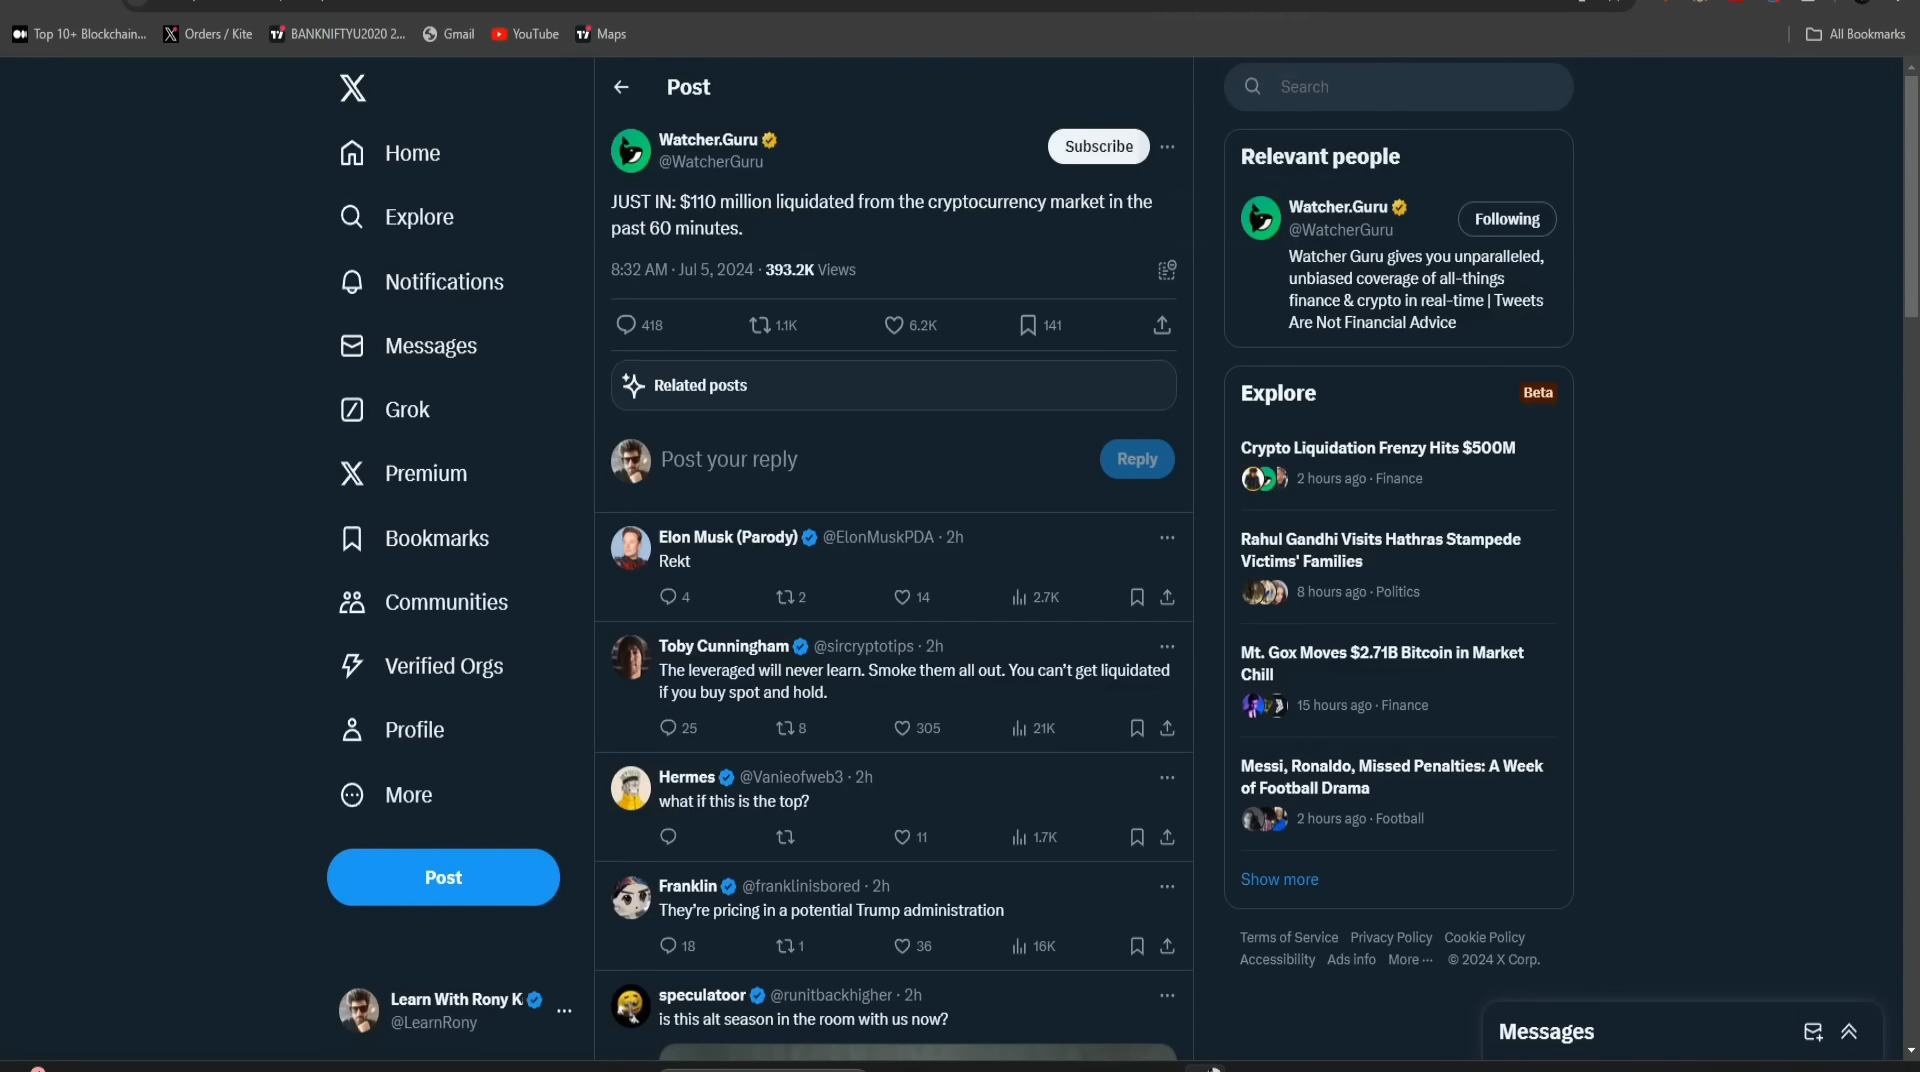 Top 10+ Blockchain...
Orders / Kite
BANKNIFTYU2020 2...
Gmail
YouTube
Maps
All Bookmarks
Home
Explore
Notifications
Messages
Grok
Premium
Bookmarks
Communities
Verified Orgs
Profile
More
Post
Learn With Rony K
@LearnRony
Post
Watcher.Guru
@WatcherGuru
Subscribe
JUST IN: $110 million liquidated from the cryptocurrency market in the
past 60 minutes.
8:32 AM · Jul 5, 2024 · 393.2K Views
418 1.1K 6.2K 141
Related posts
Post your reply
Reply
Elon Musk (Parody) @ElonMuskPDA · 2h
Rekt
4 2 14 2.7K
Toby Cunningham @sircryptotips · 2h
The leveraged will never learn. Smoke them all out. You can't get liquidated
if you buy spot and hold.
25 8 305 21K
Hermes @Vanieofweb3 · 2h
what if this is the top?
11 1.7K
Franklin @franklinisbored · 2h
They're pricing in a potential Trump administration
18 1 36 16K
speculatoor @runitbackhigher · 2h
is this alt season in the room with us now?
Search
Relevant people
Watcher.Guru
@WatcherGuru
Following
Watcher Guru gives you unparalleled,
unbiased coverage of all-things
finance & crypto in real-time | Tweets
Are Not Financial Advice
Explore
Beta
Crypto Liquidation Frenzy Hits $500M
2 hours ago · Finance
Rahul Gandhi Visits Hathras Stampede
Victims' Families
8 hours ago · Politics
Mt. Gox Moves $2.71B Bitcoin in Market
Chill
15 hours ago · Finance
Messi, Ronaldo, Missed Penalties: A Week
of Football Drama
2 hours ago · Football
Show more
Terms of Service Privacy Policy Cookie Policy
Accessibility Ads info More ··· © 2024 X Corp.
Messages